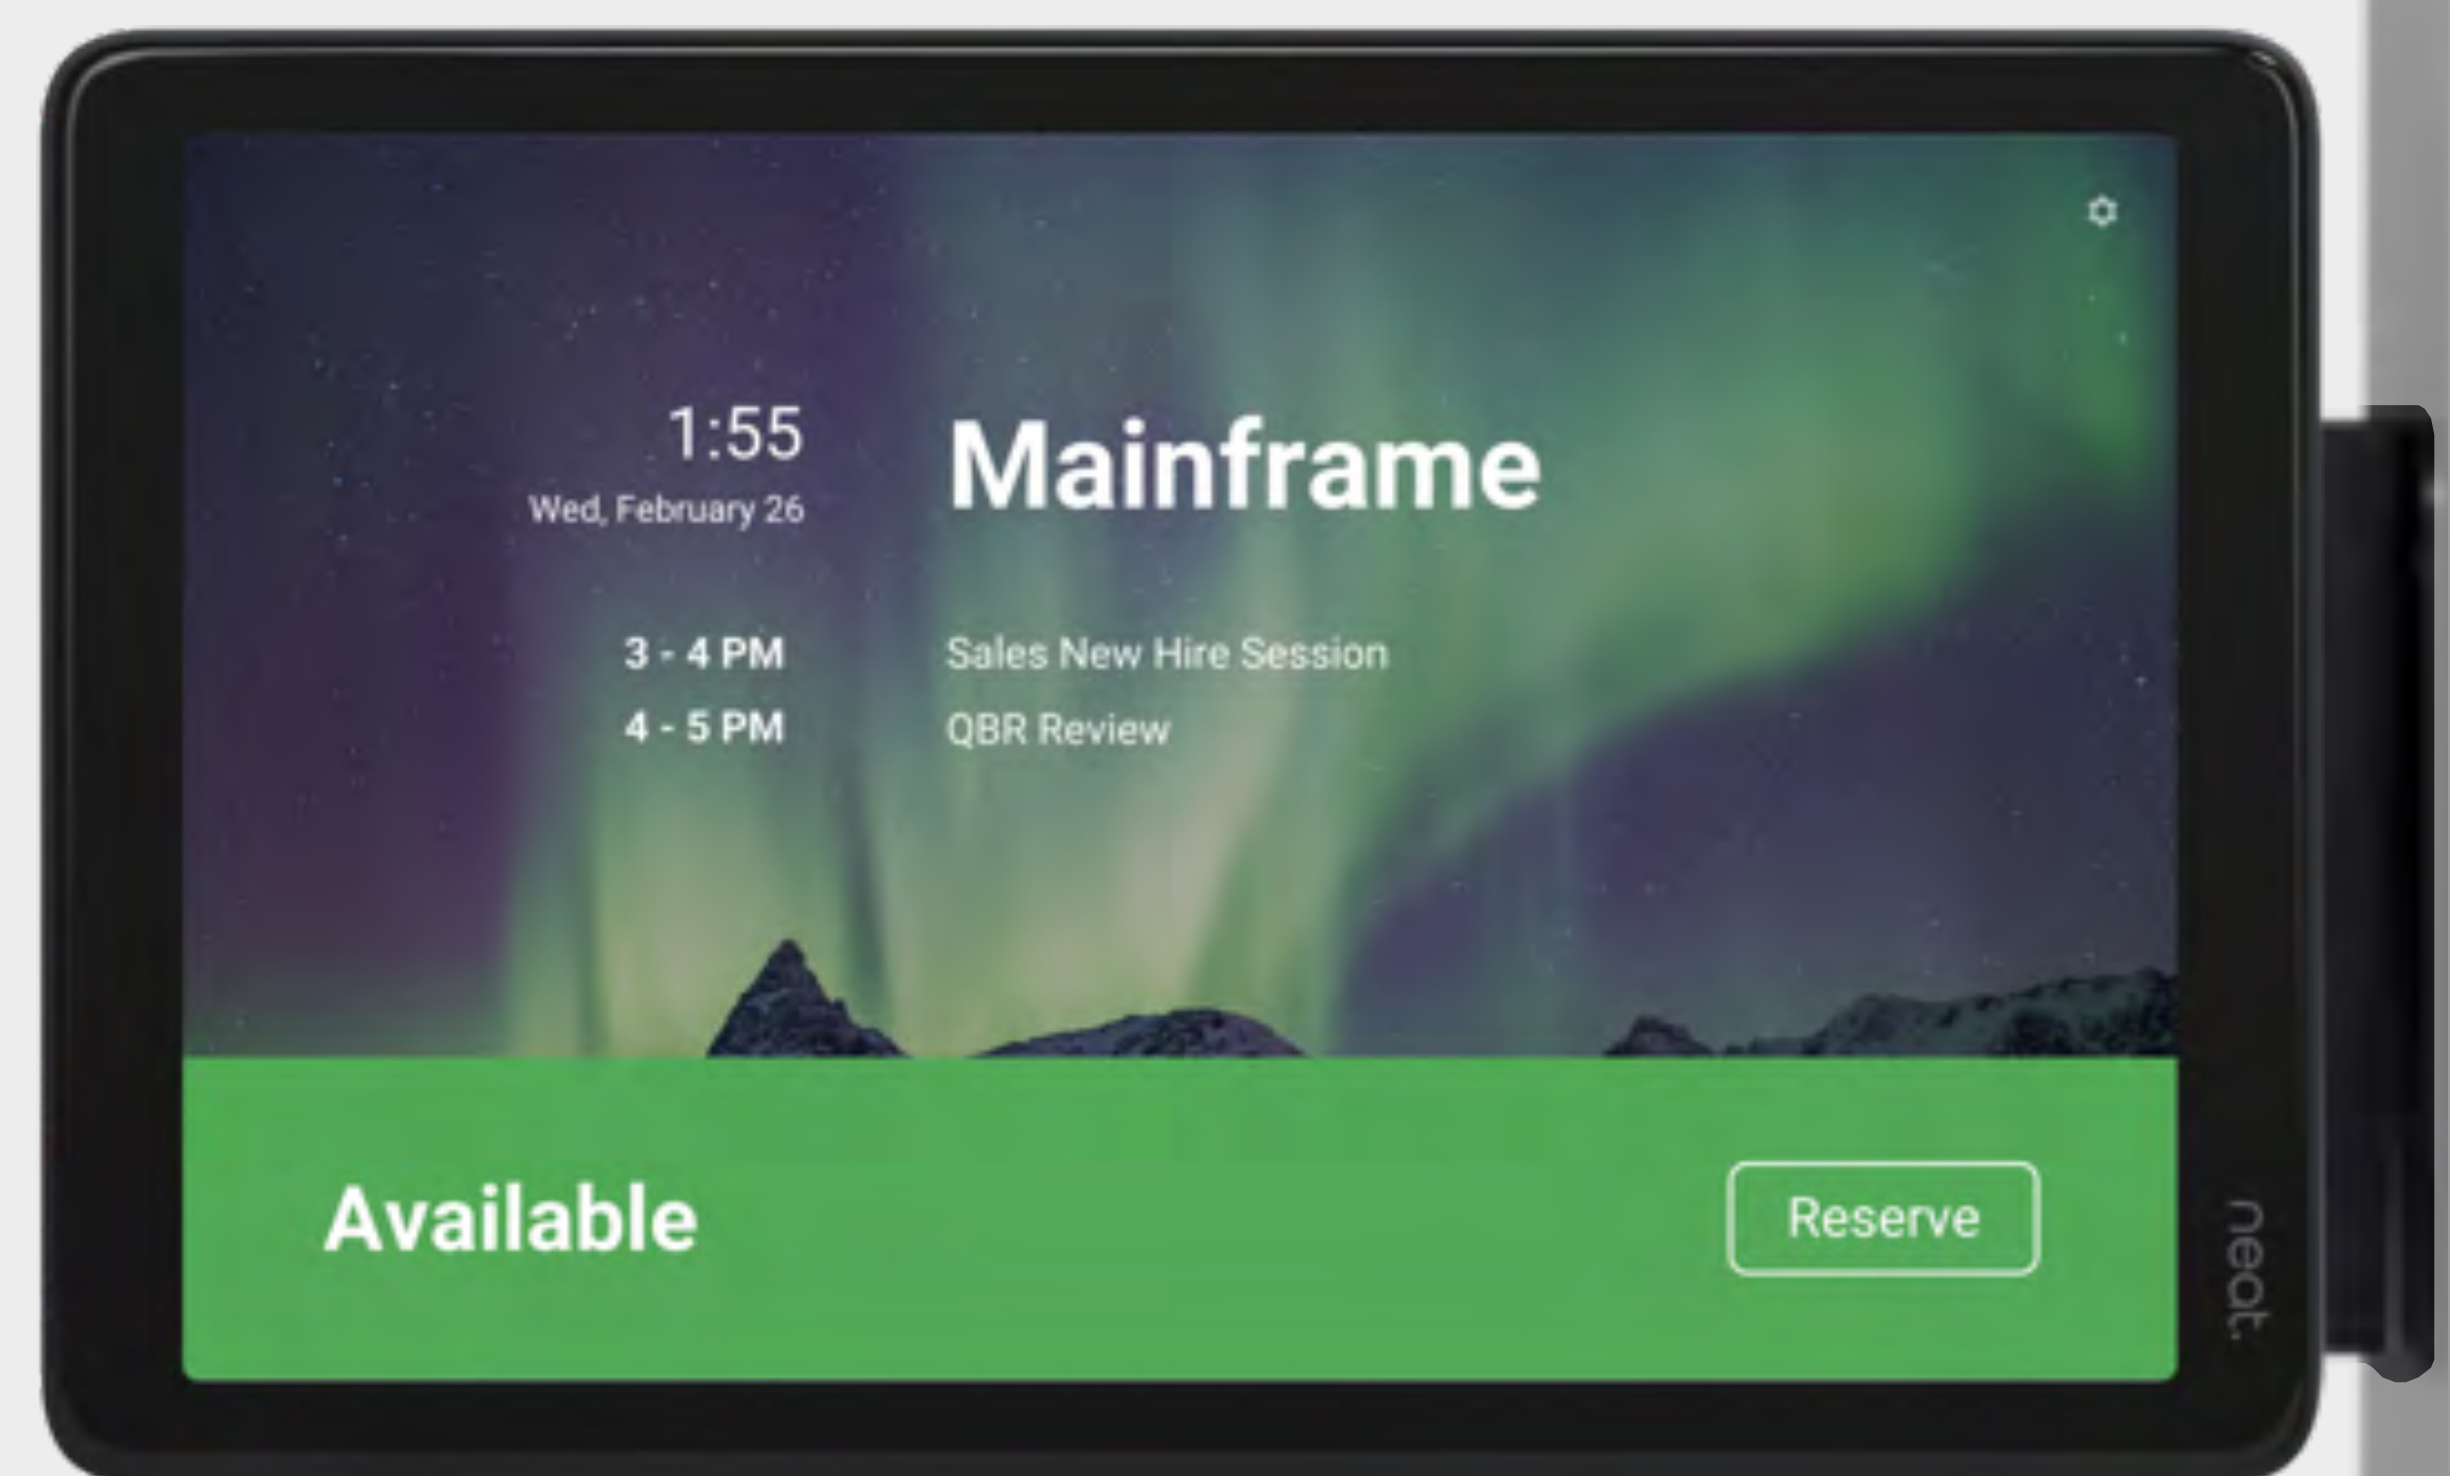 1:55
Mainframe
Wed, February 26
3 - 4 PM Sales New Hire Session
4 - 5 PM QBR Review
Available
Reserve
neat.